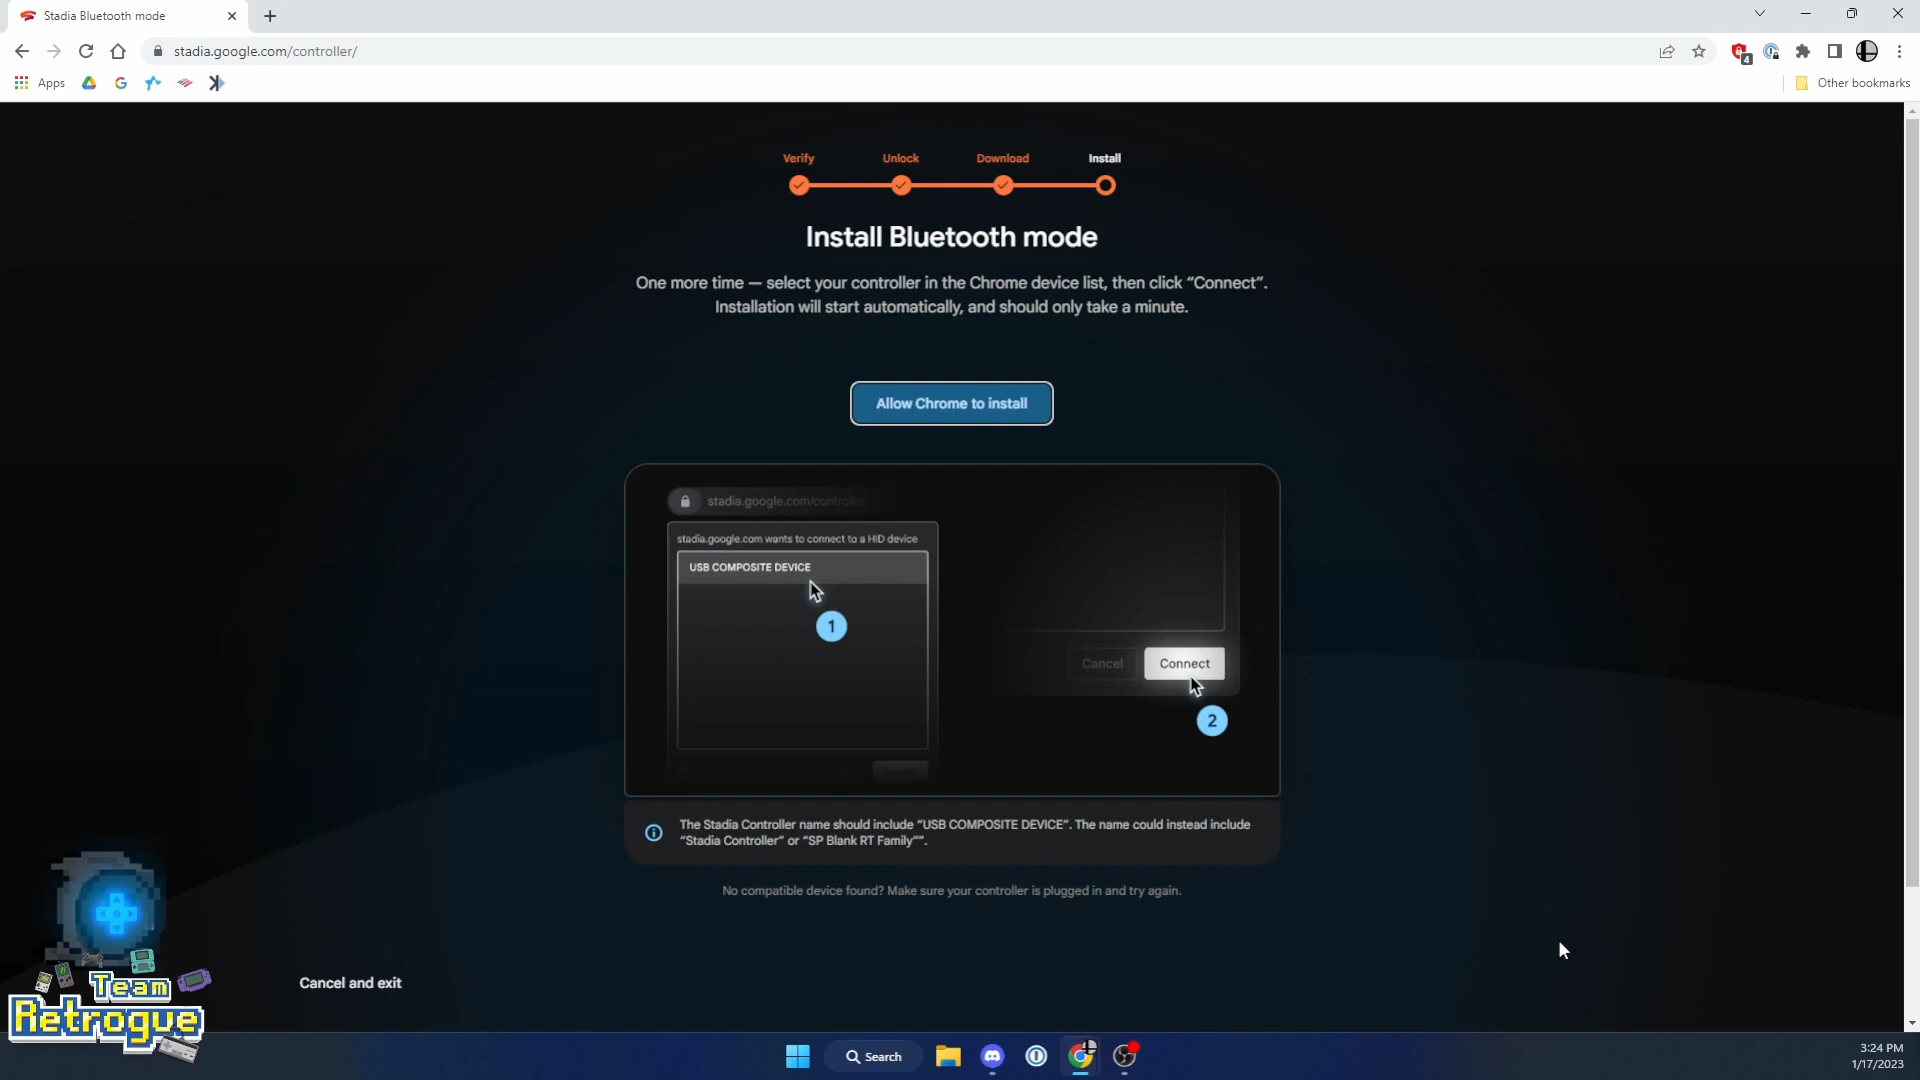 Stadia Bluetooth mode
stadia.google.com/controller/
4
Apps
Other bookmarks
Verify
Unlock
Download
Install
Install Bluetooth mode
One more time — select your controller in the Chrome device list, then click “Connect”.
Installation will start automatically, and should only take a minute.
Allow Chrome to install
stadia.google.com/controller
stadia.google.com wants to connect to a HID device
USB COMPOSITE DEVICE
1
Cancel
Connect
2
The Stadia Controller name should include “USB COMPOSITE DEVICE”. The name could instead include
“Stadia Controller” or “SP Blank RT Family””.
No compatible device found? Make sure your controller is plugged in and try again.
Cancel and exit
Team
Retrogue
Search
3:24 PM
1/17/2023